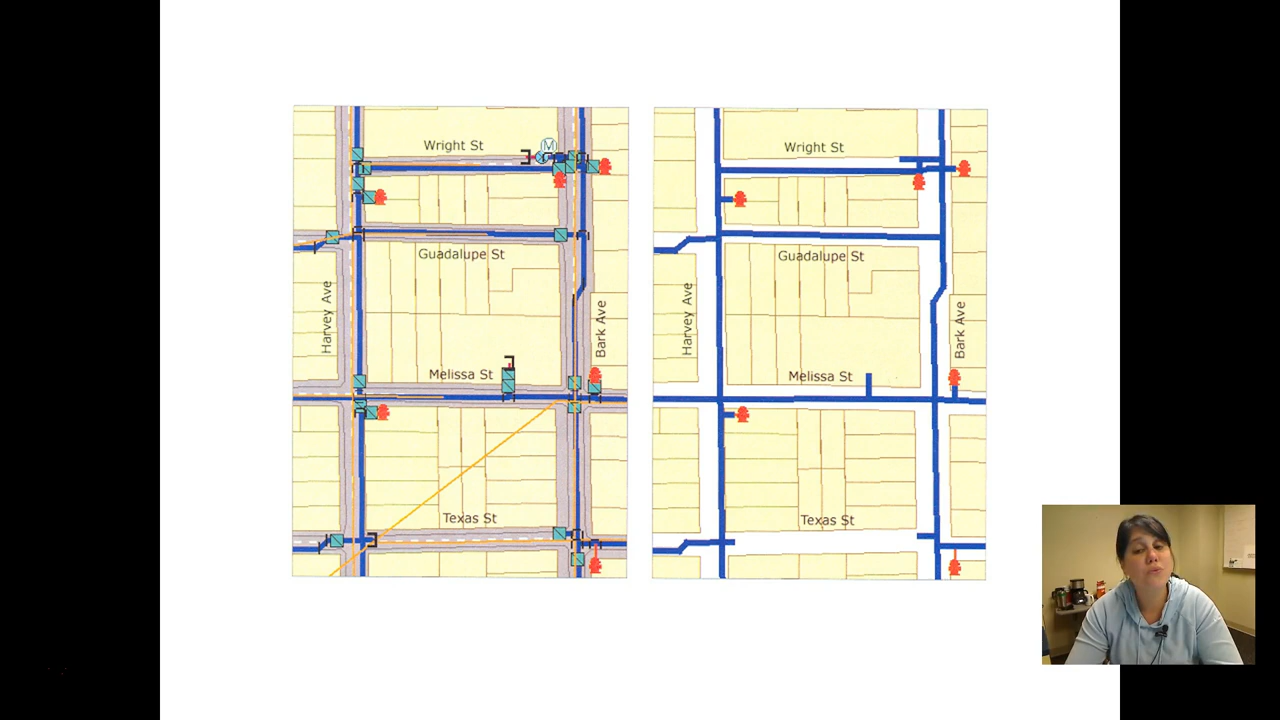 Wright St
M
Guadalupe St
Harvey Ave
Bark Ave
Melissa St
Texas St
Wright St
Guadalupe St
Harvey Ave
Bark Ave
Melissa St
Texas St